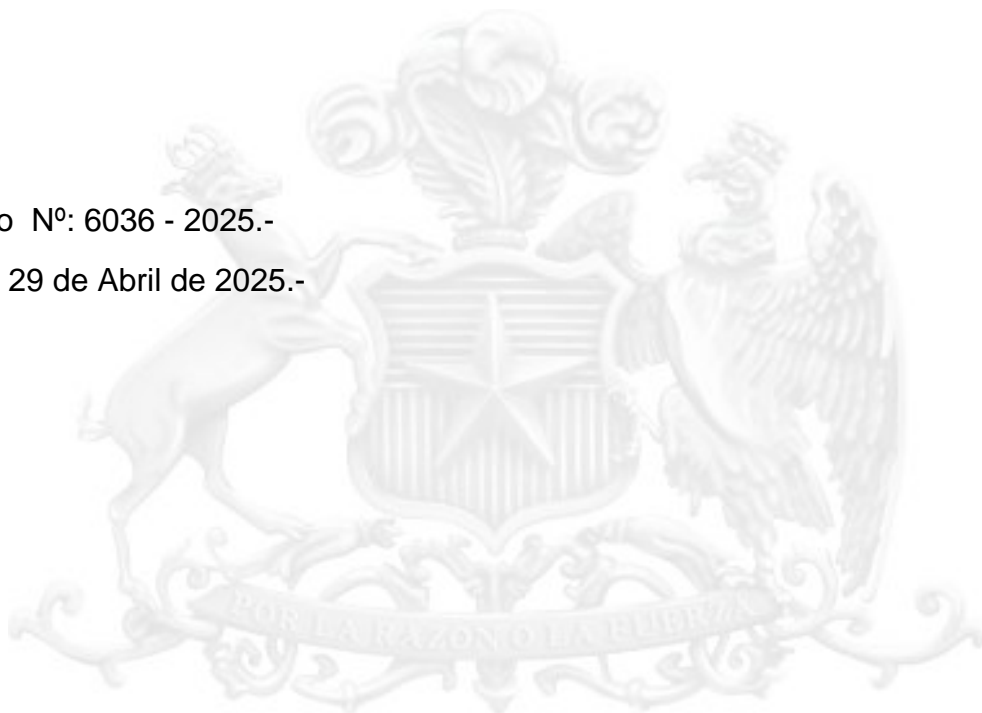 o Nº: 6036 - 2025.-
29 de Abril de 2025.-
POR LA RAZON O LA FUERZA